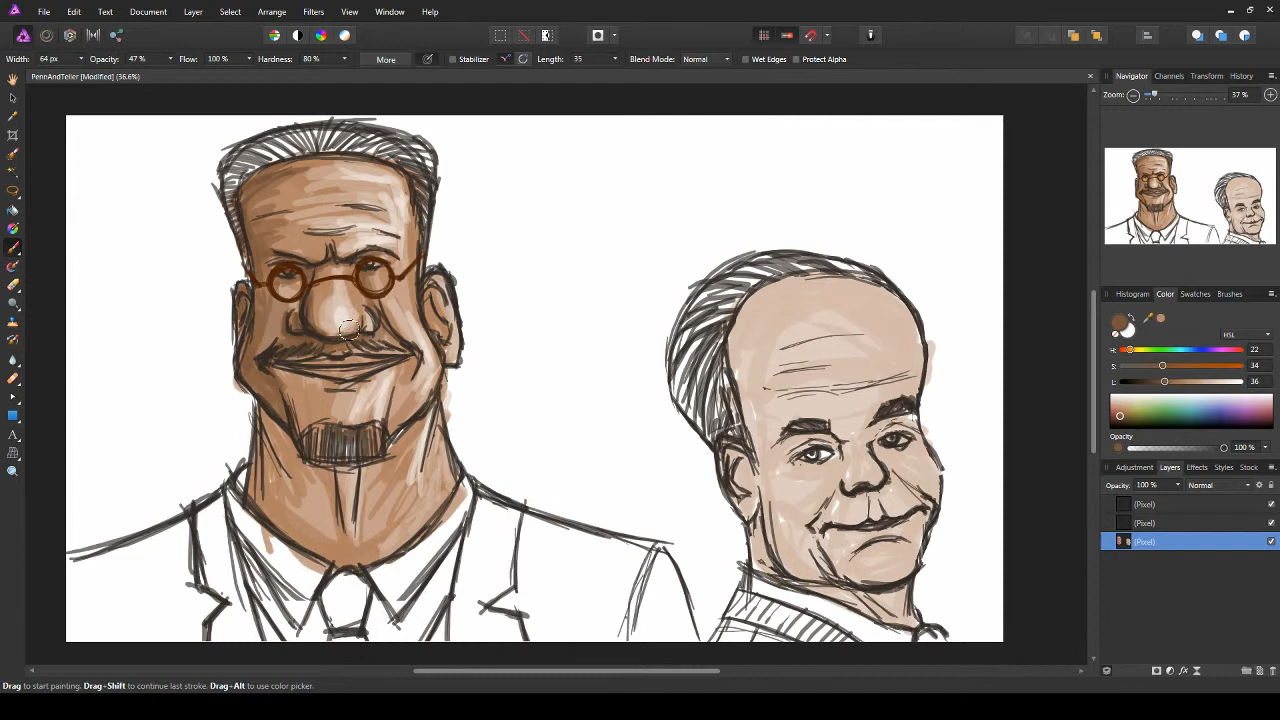 File Edit Text Document Layer Select Arrange Filters View Window Help
Width: 64 px Opacity: 47 % Flow: 100 % Hardness: 80 % More Stabilizer Length: 35 Blend Mode: Normal Wet Edges Protect Alpha
PennAndTeller [Modified] (36.6%)
Navigator Channels Transform History
Zoom: 37 %
Histogram Color Swatches Brushes
HSL
H: 22
S: 34
L: 36
Opacity
100 %
Adjustment Layers Effects Styles Stock
Opacity: 100 % Normal
(Pixel)
(Pixel)
(Pixel)
Drag to start painting. Drag+Shift to continue last stroke. Drag+Alt to use color picker.